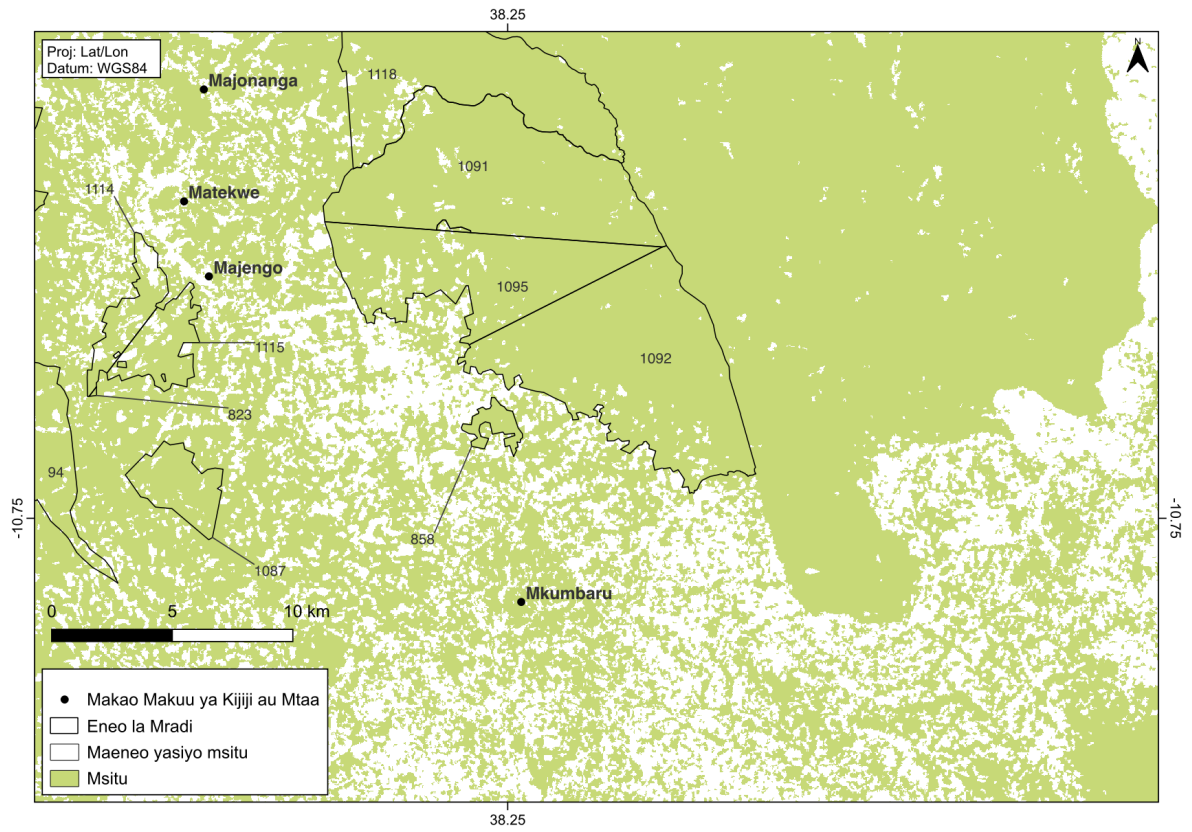 38.25
Proj: Lat/Lon
Datum: WGS84
N
Majonanga
1118
1091
1114
Matekwe
Majengo
1095
1115
1092
823
94
858
-10.75
-10.75
1087
Mkumbaru
0 5 10 km
Makao Makuu ya Kijiji au Mtaa
Eneo la Mradi
Maeneo yasiyo msitu
Msitu
38.25